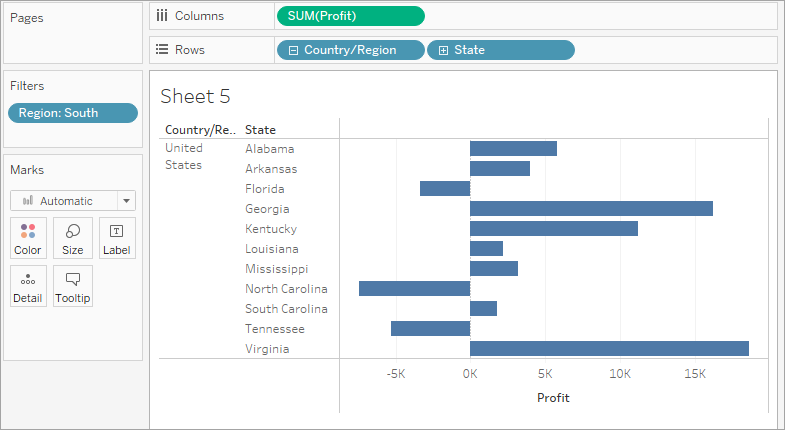 Pages
Columns
SUM(Profit)
Rows
Country/Region
State
Filters
Region: South
Marks
Automatic
Color
Size
Label
Detail
Tooltip
Sheet 5
Country/Re.. State
United States
Alabama
Arkansas
Florida
Georgia
Kentucky
Louisiana
Mississippi
North Carolina
South Carolina
Tennessee
Virginia
-5K 0K 5K 10K 15K
Profit